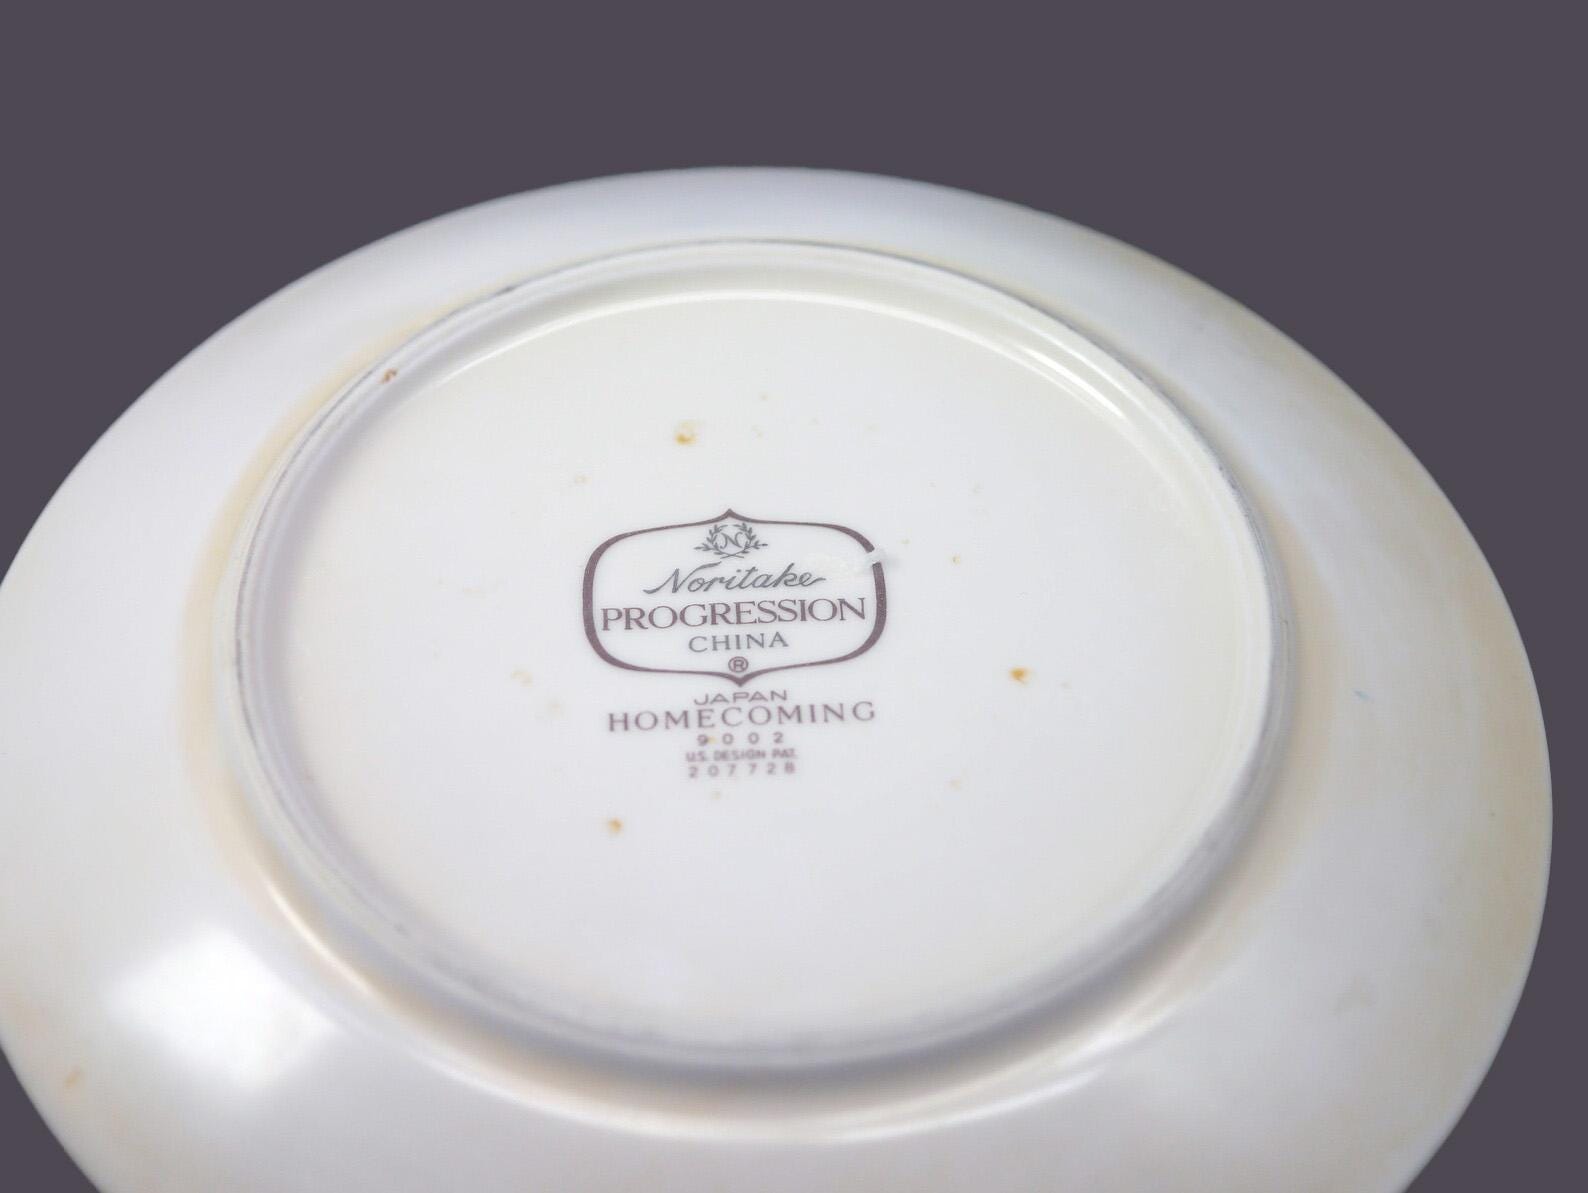 N
Noritake
PROGRESSION
CHINA
®
JAPAN
HOMECOMING
9002
U.S. DESIGN PAT.
207728